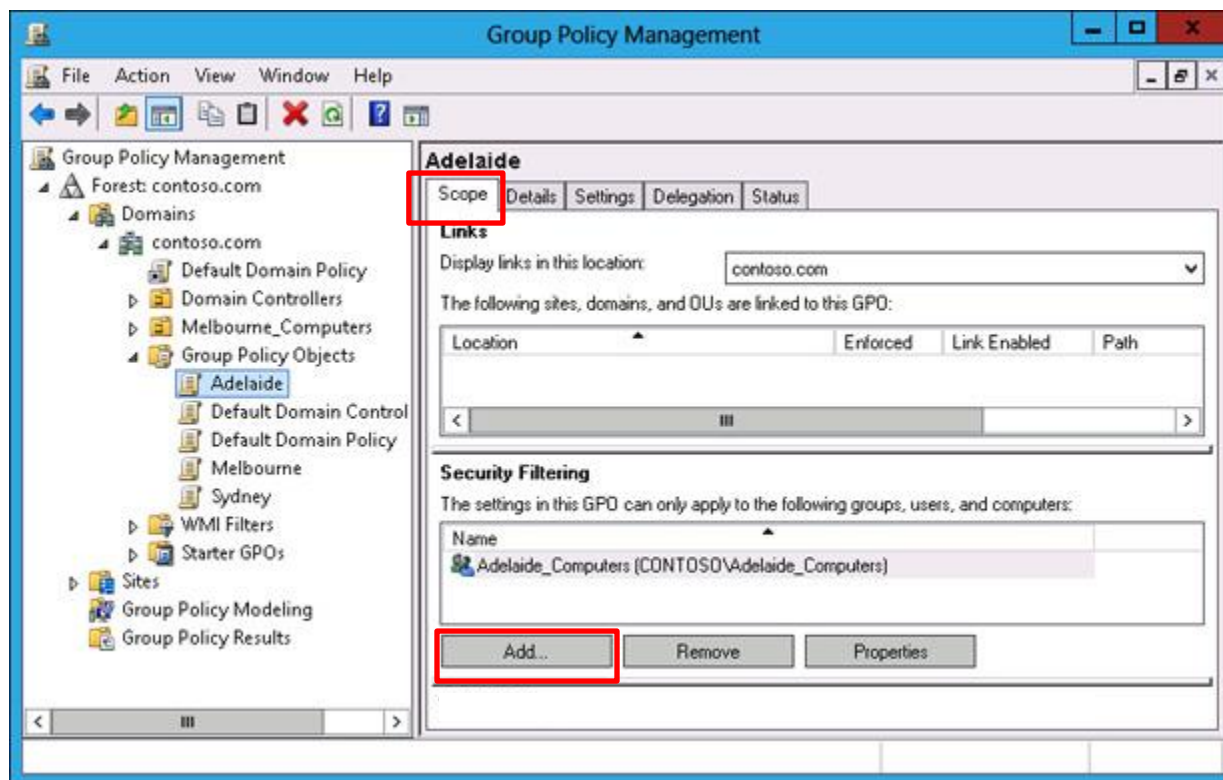 Group Policy Management
File Action View Window Help
Group Policy Management
Forest: contoso.com
Domains
contoso.com
Default Domain Policy
Domain Controllers
Melbourne_Computers
Group Policy Objects
Adelaide
Default Domain Control
Default Domain Policy
Melbourne
Sydney
WMI Filters
Starter GPOs
Sites
Group Policy Modeling
Group Policy Results
Adelaide
Scope Details Settings Delegation Status
Links
Display links in this location: contoso.com
The following sites, domains, and OUs are linked to this GPO:
Location Enforced Link Enabled Path
Security Filtering
The settings in this GPO can only apply to the following groups, users, and computers:
Name
Adelaide_Computers (CONTOSO\Adelaide_Computers)
Add... Remove Properties